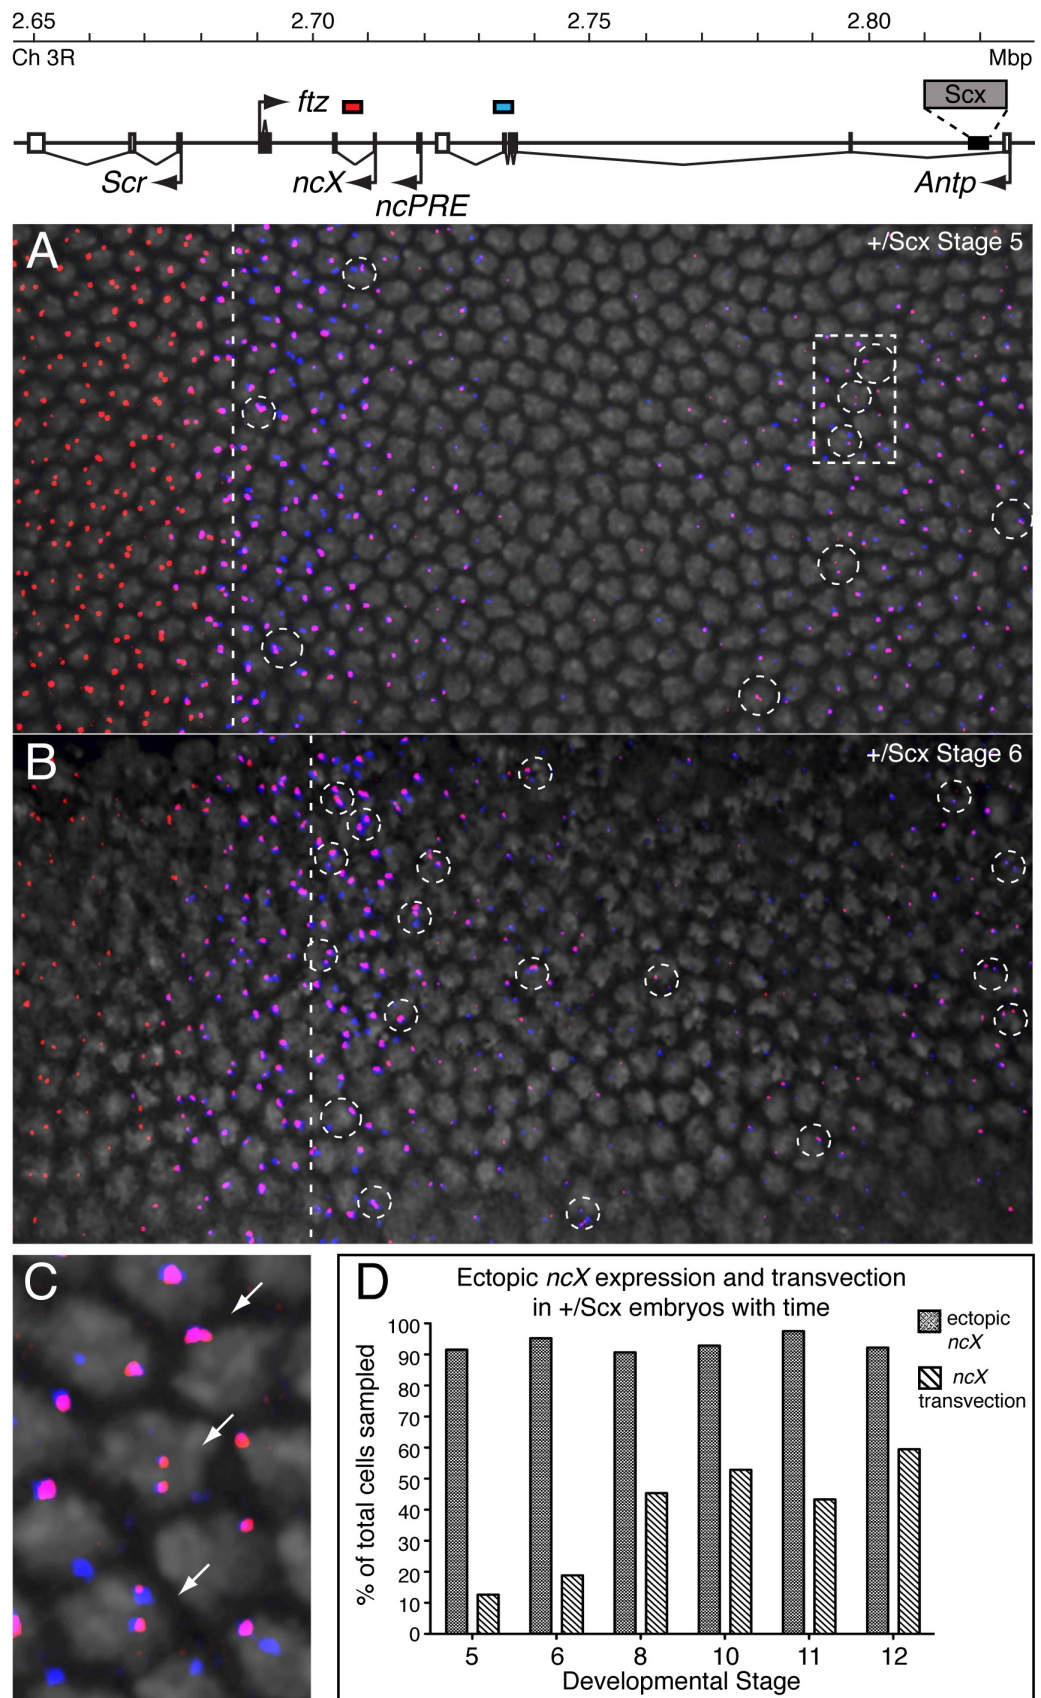 2.65 2.70 2.75 2.80
Ch 3R Mbp
Scx
ftz
Scr ncX Antp
ncPRE
A +/Scx Stage 5
B +/Scx Stage 6
C
D Ectopic ncX expression and transvection
in +/Scx embryos with time
ectopic
ncX
ncX
transvection
% of total cells sampled
100
90
80
70
60
50
40
30
20
10
0
5 6 8 10 11 12
Developmental Stage